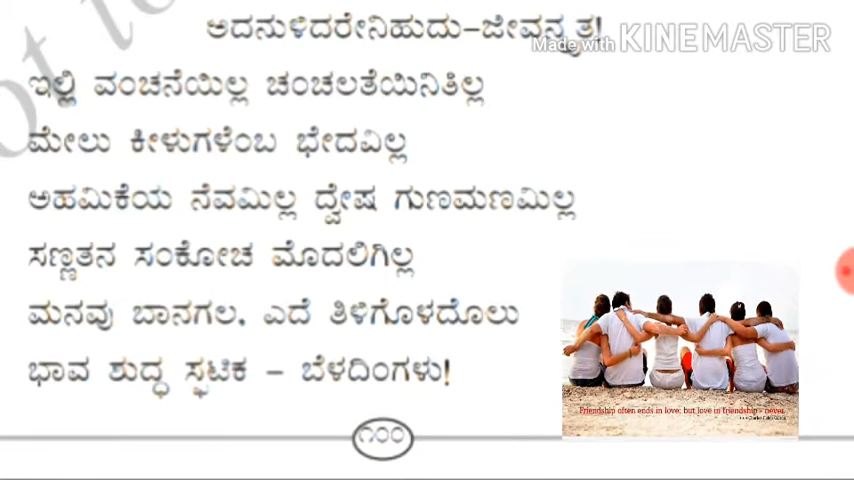 ಅದನುಳಿದರೇನಿಹುದು-ಜೀವನ್ಮೃತ!
Made with KINEMASTER
ಇಲ್ಲಿ ವಂಚನೆಯಿಲ್ಲ ಚಂಚಲತೆಯಿನಿತಿಲ್ಲ
ಮೇಲು ಕೀಳುಗಳೆಂಬ ಭೇದವಿಲ್ಲ
ಅಹಮಿಕೆಯ ನೆವಮಿಲ್ಲ ದ್ವೇಷ ಗುಣಮಣಮಿಲ್ಲ
ಸಣ್ಣತನ ಸಂಕೋಚ ಮೊದಲಿಗಿಲ್ಲ
ಮನವು ಬಾನಗಲ, ಎದೆ ತಿಳಿಗೊಳದೊಲು
ಭಾವ ಶುದ್ಧ ಸ್ಫಟಿಕ – ಬೆಳದಿಂಗಳು!
Friendship often ends in love; but love in friendship - never.
೧೦೦